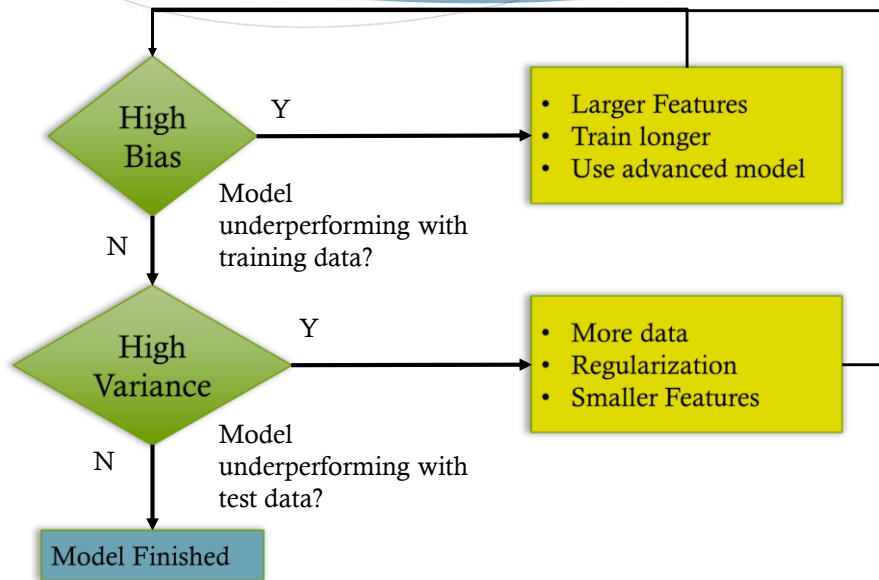 High
Bias
Y
• Larger Features
• Train longer
• Use advanced model
Model
underperforming with
training data?
N
High
Variance
Y
• More data
• Regularization
• Smaller Features
Model
underperforming with
test data?
N
Model Finished